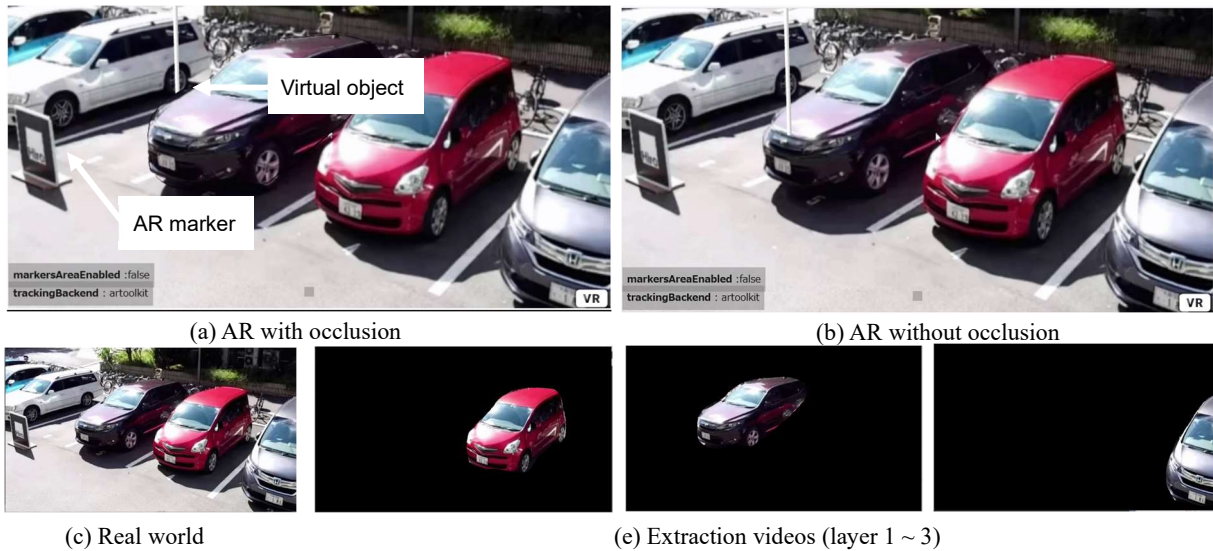 Virtual object
AR marker
markersAreaEnabled :false
trackingBackend : artoolkit
VR
markersAreaEnabled :false
trackingBackend : artoolkit
VR
(a) AR with occlusion
(b) AR without occlusion
(c) Real world
(e) Extraction videos (layer 1 ~ 3)